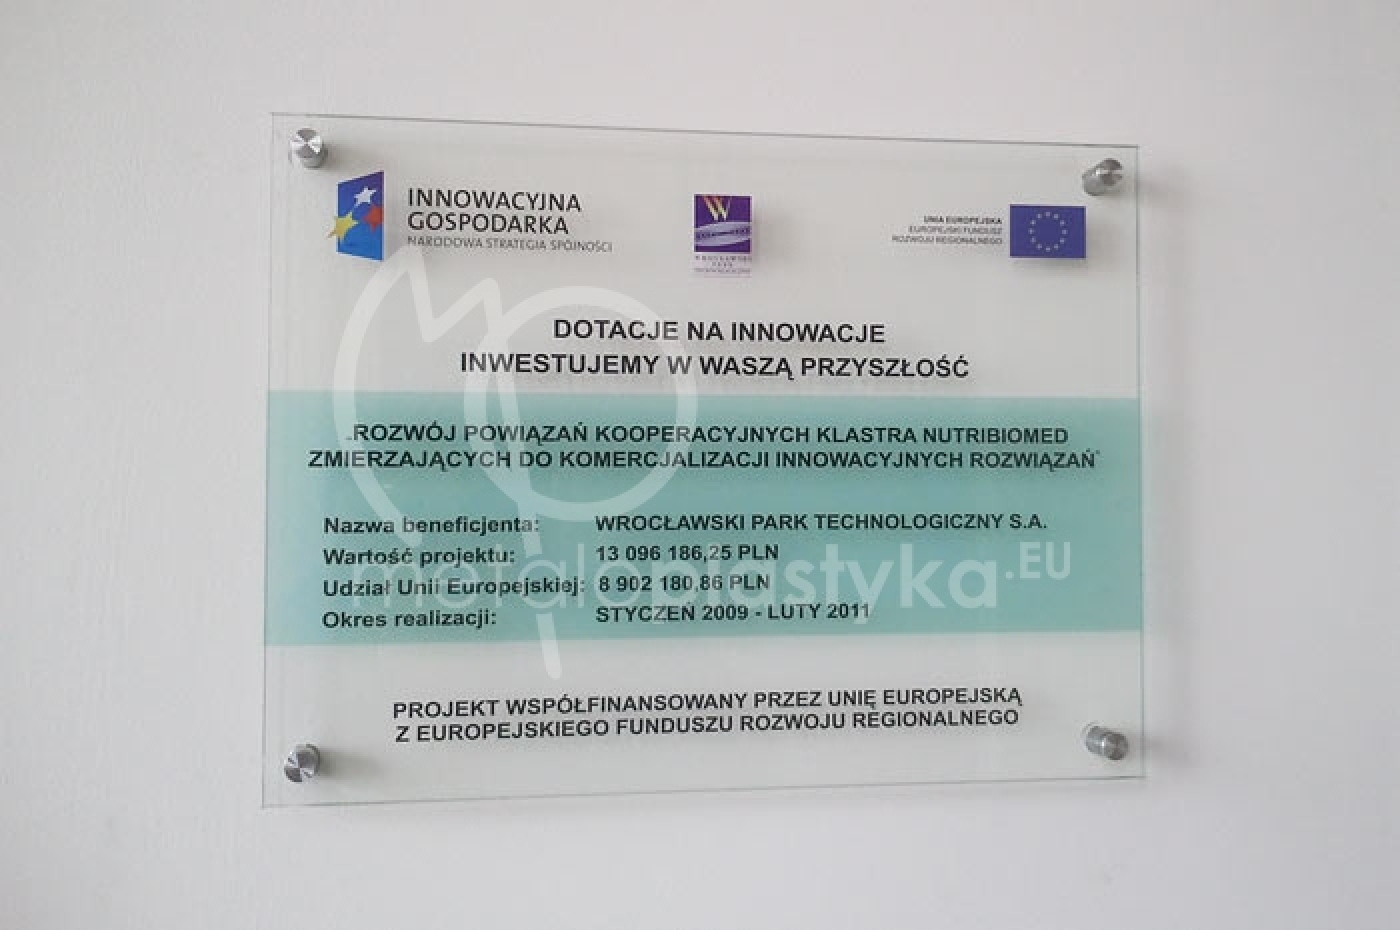 INNOWACYJNA
GOSPODARKA
NARODOWA STRATEGIA SPÓJNOŚCI
W
WROCŁAWSKI
PARK
UNIA EUROPEJSKA
EUROPEJSKI FUNDUSZ
ROZWOJU REGIONALNEGO
DOTACJE NA INNOWACJE
INWESTUJEMY W WASZĄ PRZYSZŁOŚĆ
„ROZWÓJ POWIĄZAŃ KOOPERACYJNYCH KLASTRA NUTRIBIOMED
ZMIERZAJĄCYCH DO KOMERCJALIZACJI INNOWACYJNYCH ROZWIĄZAŃ"
Nazwa beneficjenta: WROCŁAWSKI PARK TECHNOLOGICZNY S.A.
Wartość projektu: 13 096 186,25 PLN
Udział Unii Europejskiej: 8 902 180,86 PLN
Okres realizacji: STYCZEŃ 2009 - LUTY 2011
metaloplastyka.EU
PROJEKT WSPÓŁFINANSOWANY PRZEZ UNIĘ EUROPEJSKĄ
Z EUROPEJSKIEGO FUNDUSZU ROZWOJU REGIONALNEGO